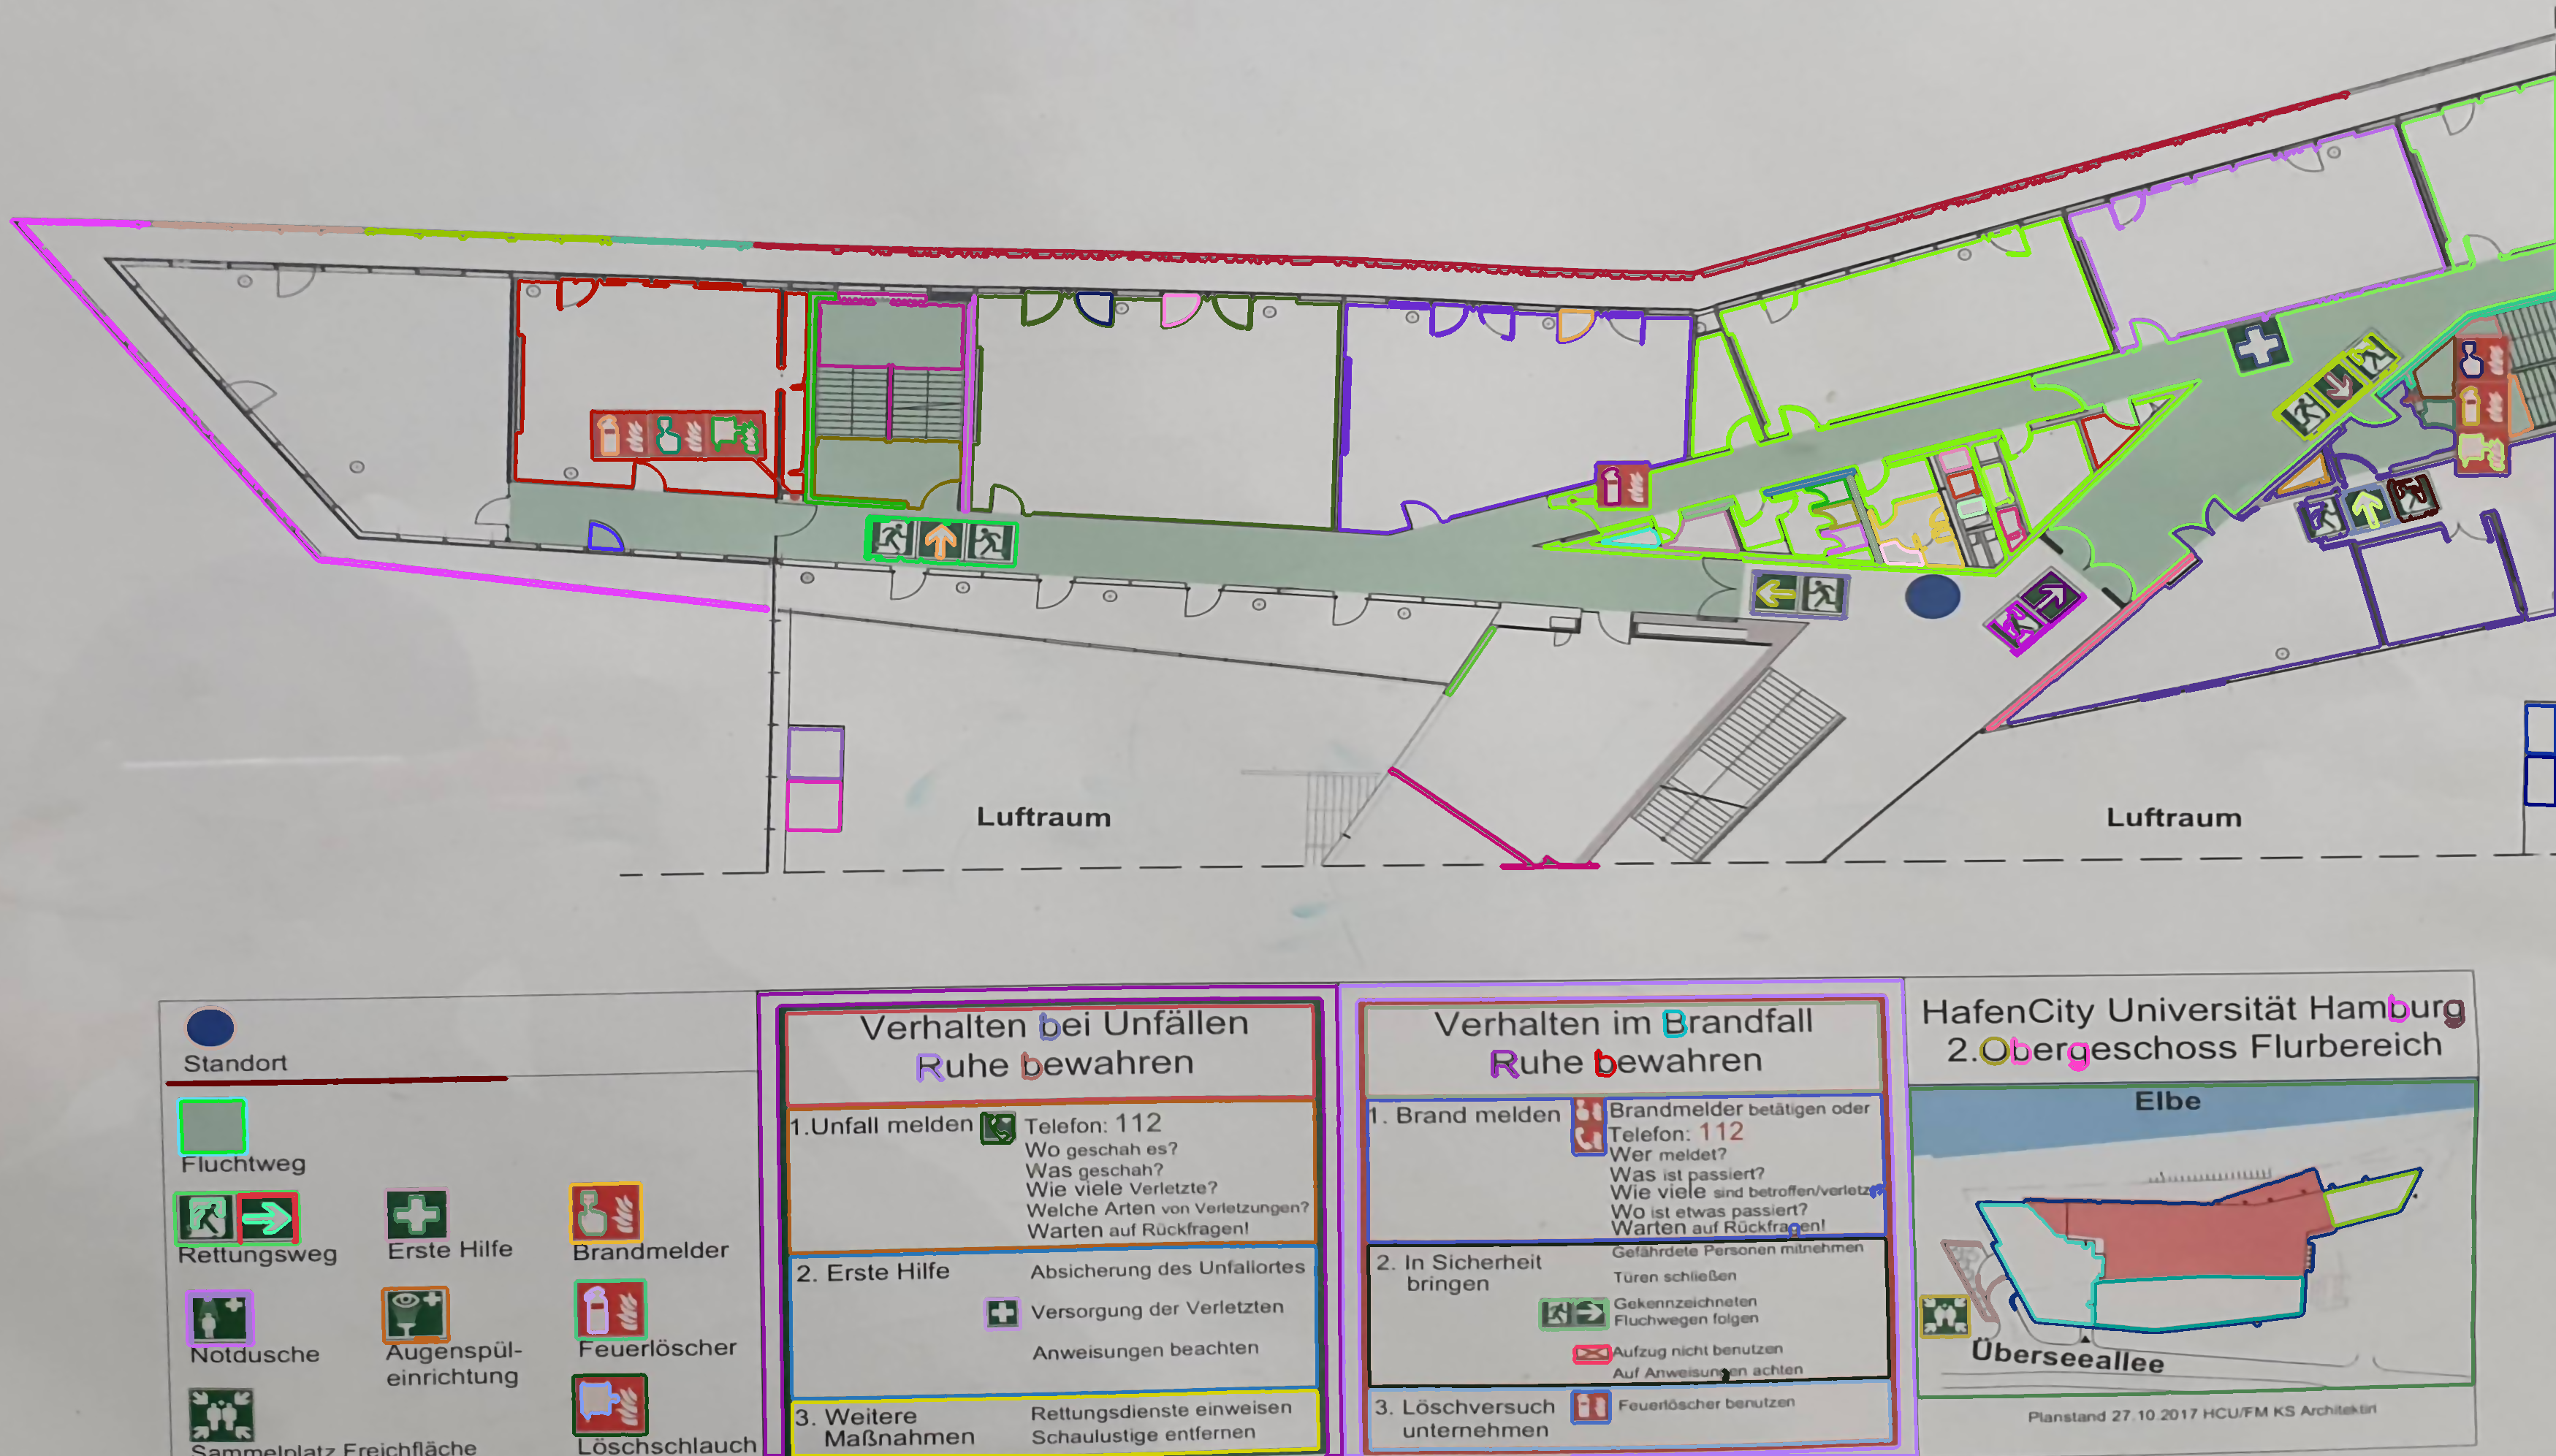 Luftraum
Luftraum
Standort
Fluchtweg
Rettungsweg
Erste Hilfe
Brandmelder
Notdusche
Augenspül-
einrichtung
Feuerlöscher
Sammelplatz Freichfläche
Löschschlauch
Verhalten bei Unfällen
Ruhe bewahren
1.Unfall melden
Telefon: 112
Wo geschah es?
Was geschah?
Wie viele Verletzte?
Welche Arten von Verletzungen?
Warten auf Rückfragen!
2. Erste Hilfe
Absicherung des Unfallortes
Versorgung der Verletzten
Anweisungen beachten
3. Weitere
Maßnahmen
Rettungsdienste einweisen
Schaulustige entfernen
Verhalten im Brandfall
Ruhe bewahren
1. Brand melden
Brandmelder betätigen oder
Telefon: 112
Wer meldet?
Was ist passiert?
Wie viele sind betroffen/verletzt
Wo ist etwas passiert?
Warten auf Rückfragen!
2. In Sicherheit
bringen
Gefährdete Personen mitnehmen
Türen schließen
Gekennzeichneten
Fluchwegen folgen
Aufzug nicht benutzen
Auf Anweisungen achten
3. Löschversuch
unternehmen
Feuerlöscher benutzen
HafenCity Universität Hamburg
2.Obergeschoss Flurbereich
Elbe
Überseeallee
Planstand 27.10.2017 HCU/FM KS Architektin